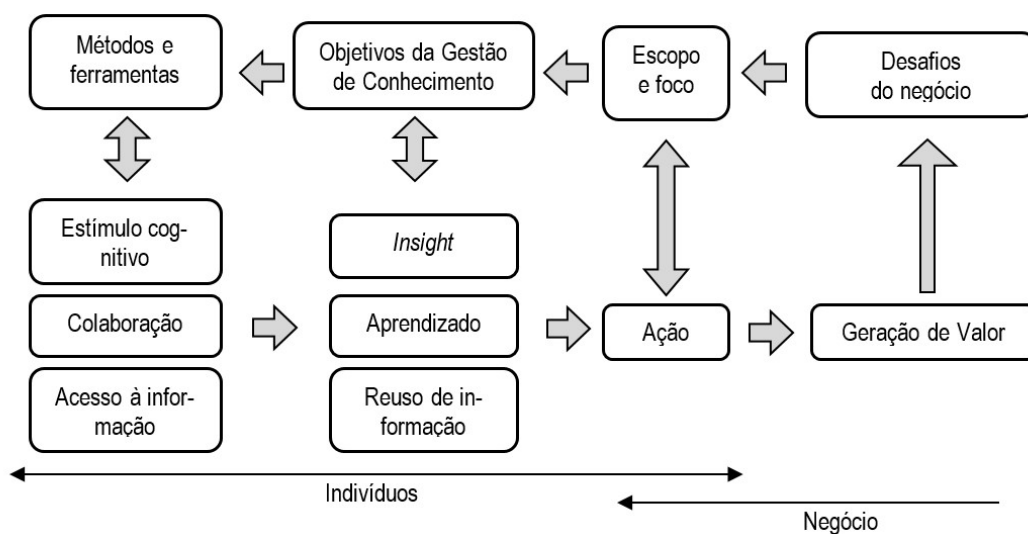 Métodos e
ferramentas
Objetivos da Gestão
de Conhecimento
Escopo
e foco
Desafios
do negócio
Estímulo cog-
nitivo
Insight
Colaboração
Aprendizado
Ação
Geração de Valor
Acesso à infor-
mação
Reuso de in-
formação
Indivíduos
Negócio